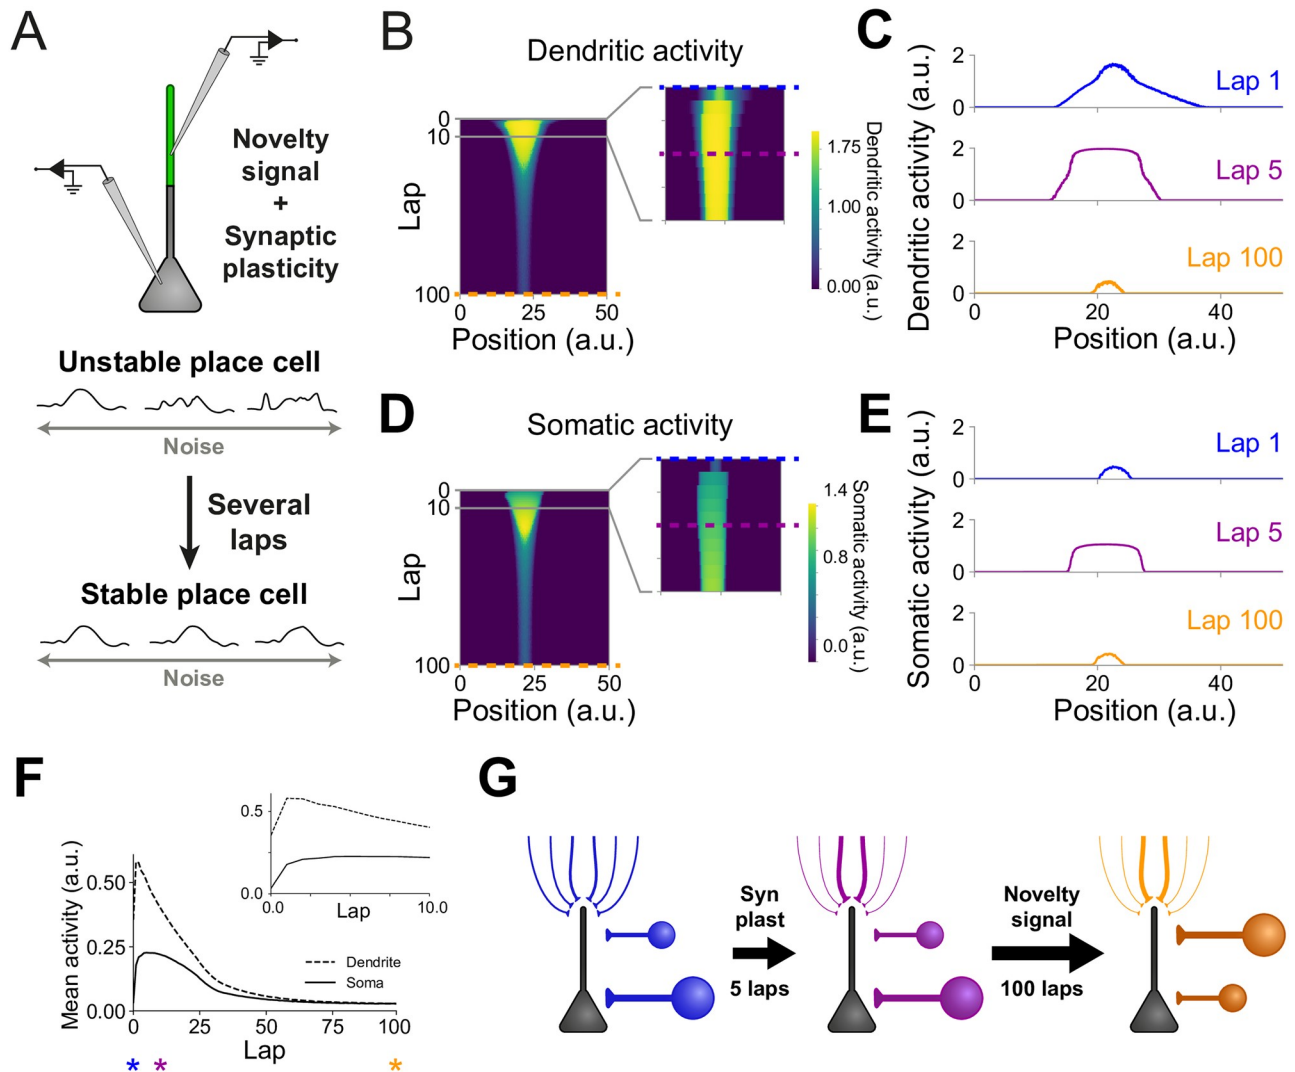 A
Novelty
signal
+
Synaptic
plasticity
Unstable place cell
Noise
Several
laps
Stable place cell
Noise
B
Dendritic activity
0
10
100
Lap
0 25 50
Position (a.u.)
1.75
1.00
0.00
Dendritic activity (a.u.)
C
Dendritic activity (a.u.)
2
0
Lap 1
2
0
Lap 5
2
0
Lap 100
0 20 40
Position (a.u.)
D
Somatic activity
0
10
100
Lap
0 25 50
Position (a.u.)
1.4
0.8
0.0
Somatic activity (a.u.)
E
Somatic activity (a.u.)
2
0
Lap 1
2
0
Lap 5
2
0
Lap 100
0 20 40
Position (a.u.)
F
Mean activity (a.u.)
0.50
0.25
0.00
0 25 50 75 100
Lap
* * *
0.5
0.0
0.0 10.0
Lap
Dendrite
Soma
G
Syn
plast
5 laps
Novelty
signal
100 laps